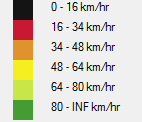 0 - 16 km/hr
16 - 34 km/hr
34 - 48 km/hr
48 - 64 km/hr
64 - 80 km/hr
80 - INF km/hr